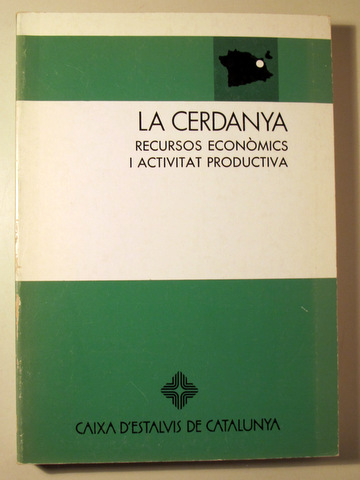 LA CERDANYA
RECURSOS ECONÒMICS
I ACTIVITAT PRODUCTIVA
CAIXA D'ESTALVIS DE CATALUNYA